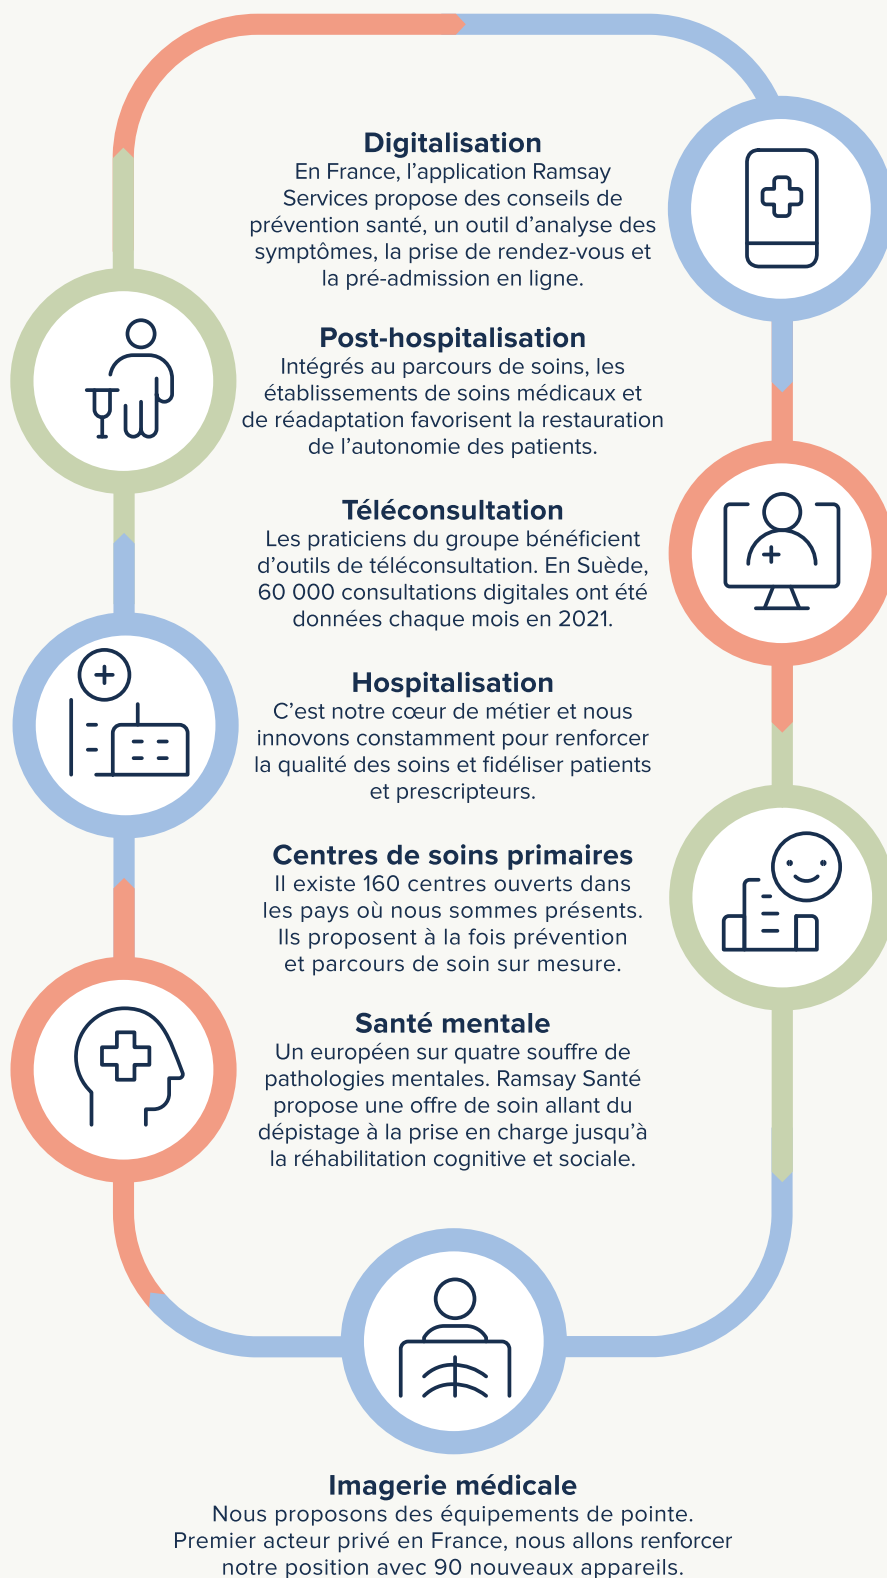 Digitalisation
En France, l’application Ramsay
Services propose des conseils de
prévention santé, un outil d’analyse des
symptômes, la prise de rendez-vous et
la pré-admission en ligne.
Post-hospitalisation
Intégrés au parcours de soins, les
établissements de soins médicaux et
de réadaptation favorisent la restauration
de l’autonomie des patients.
Téléconsultation
Les praticiens du groupe bénéficient
d’outils de téléconsultation. En Suède,
60 000 consultations digitales ont été
données chaque mois en 2021.
Hospitalisation
C’est notre cœur de métier et nous
innovons constamment pour renforcer
la qualité des soins et fidéliser patients
et prescripteurs.
Centres de soins primaires
Il existe 160 centres ouverts dans
les pays où nous sommes présents.
Ils proposent à la fois prévention
et parcours de soin sur mesure.
Santé mentale
Un européen sur quatre souffre de
pathologies mentales. Ramsay Santé
propose une offre de soin allant du
dépistage à la prise en charge jusqu’à
la réhabilitation cognitive et sociale.
Imagerie médicale
Nous proposons des équipements de pointe.
Premier acteur privé en France, nous allons renforcer
notre position avec 90 nouveaux appareils.